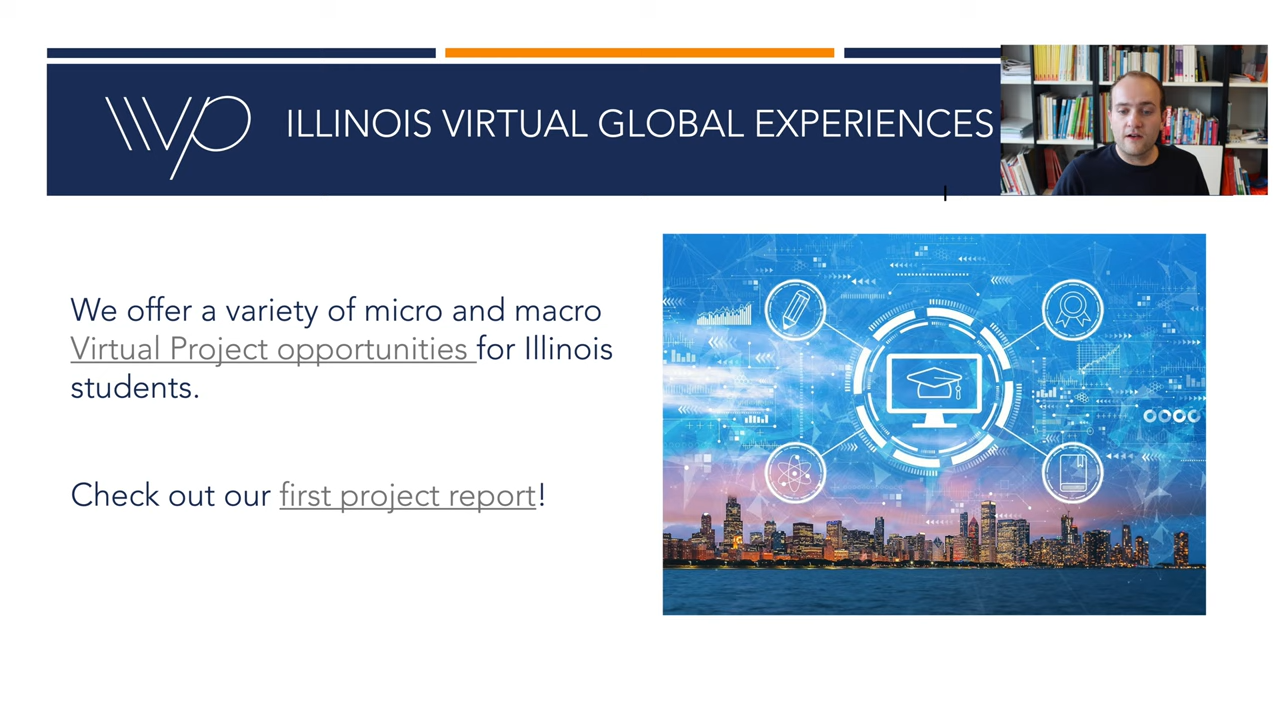 IVP ILLINOIS VIRTUAL GLOBAL EXPERIENCES
We offer a variety of micro and macro
Virtual Project opportunities for Illinois
students.
Check out our first project report!